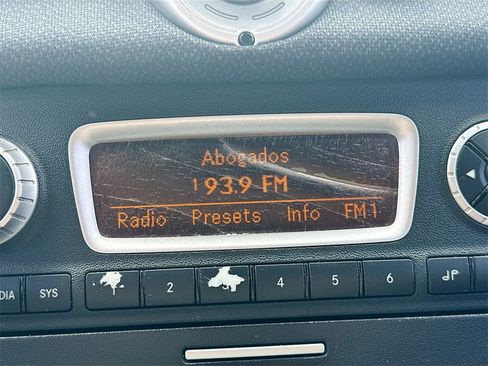 Abogados
1 93.9 FM
Radio Presets Info FM1
DIA SYS 2 4 5 6